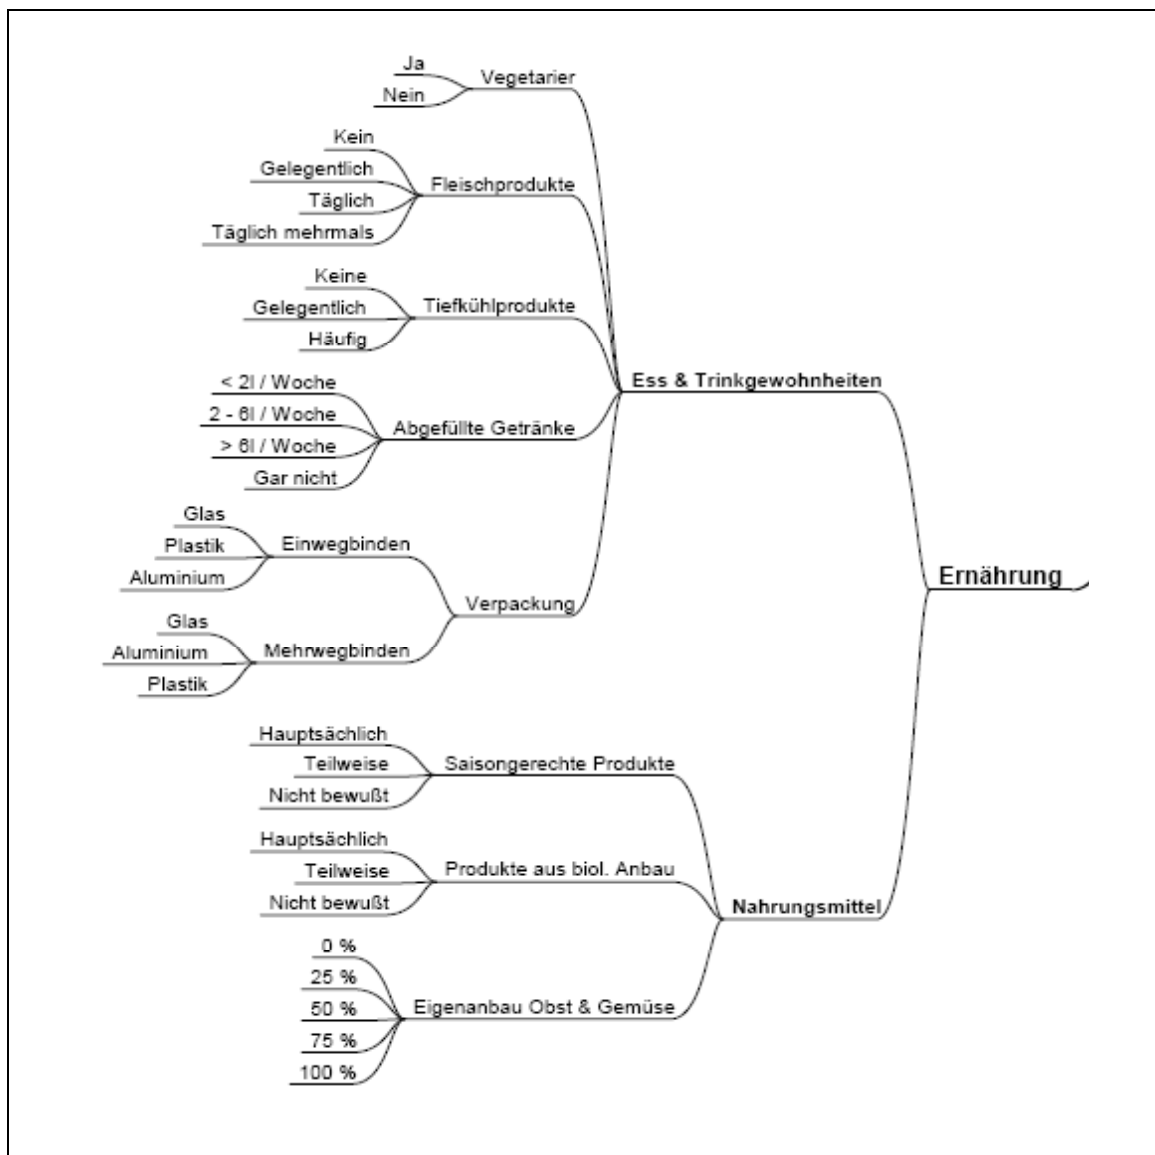 Ja
Vegetarier
Nein
Kein
Gelegentlich
Fleischprodukte
Täglich
Täglich mehrmals
Keine
Gelegentlich
Tiefkühlprodukte
Häufig
Ess & Trinkgewohnheiten
< 2l / Woche
2 - 6l / Woche
Abgefüllte Getränke
> 6l / Woche
Gar nicht
Glas
Plastik
Einwegbinden
Aluminium
Ernährung
Verpackung
Glas
Aluminium
Mehrwegbinden
Plastik
Hauptsächlich
Teilweise
Saisongerechte Produkte
Nicht bewußt
Hauptsächlich
Teilweise
Produkte aus biol. Anbau
Nicht bewußt
Nahrungsmittel
0 %
25 %
50 %
Eigenanbau Obst & Gemüse
75 %
100 %